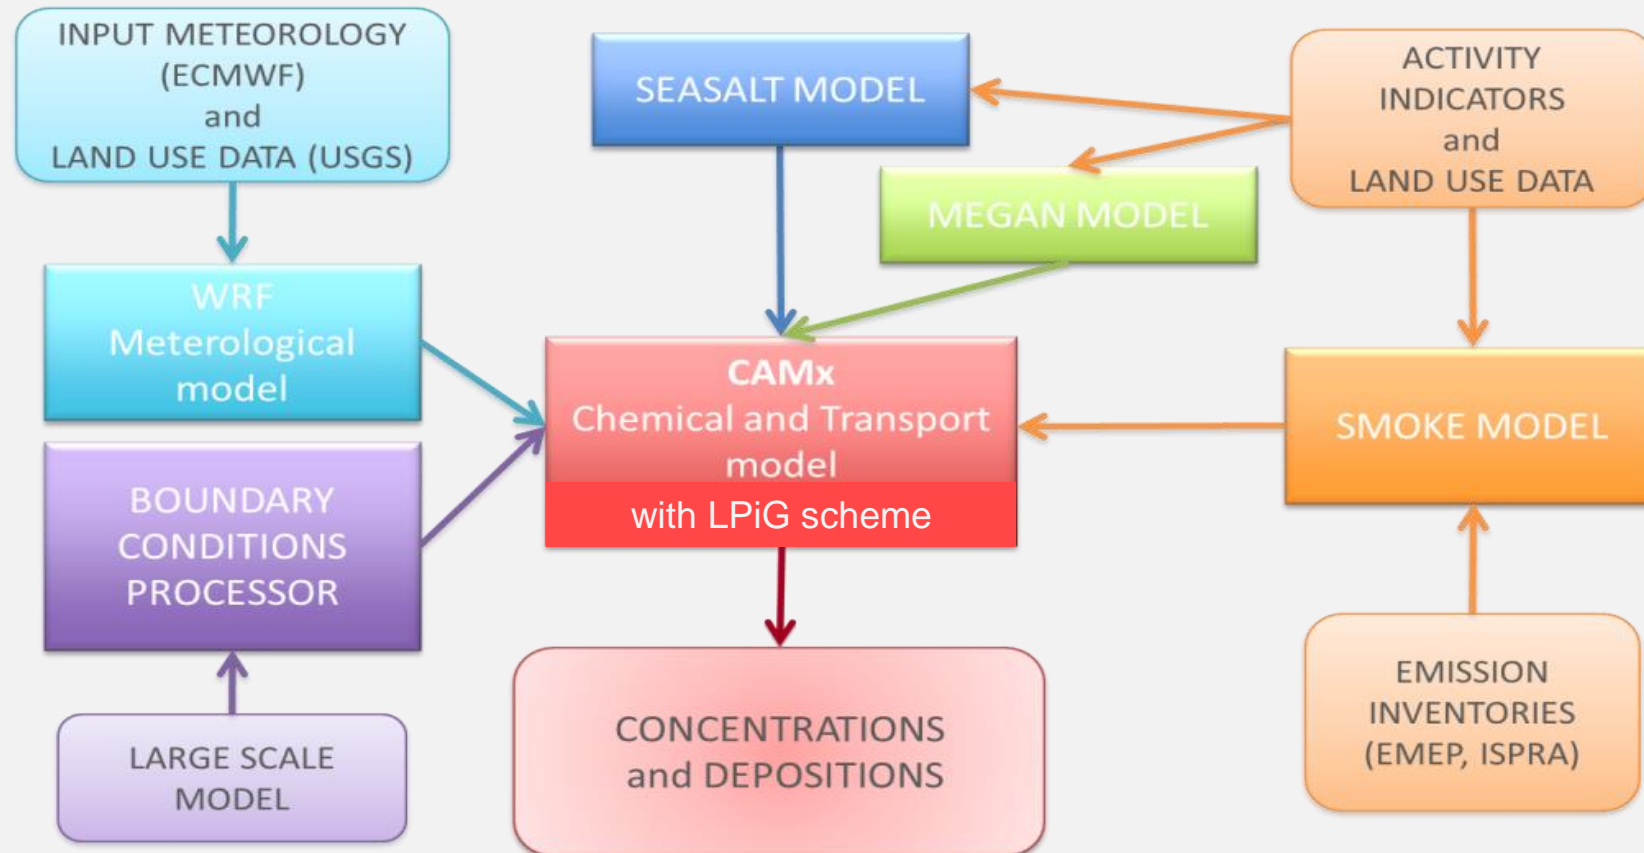 INPUT METEOROLOGY
(ECMWF)
and
LAND USE DATA (USGS)
SEASALT MODEL
ACTIVITY
INDICATORS
and
LAND USE DATA
MEGAN MODEL
WRF
Meterological
model
CAMx
Chemical and Transport
model
with LPiG scheme
SMOKE MODEL
BOUNDARY
CONDITIONS
PROCESSOR
LARGE SCALE
MODEL
CONCENTRATIONS
and DEPOSITIONS
EMISSION
INVENTORIES
(EMEP, ISPRA)